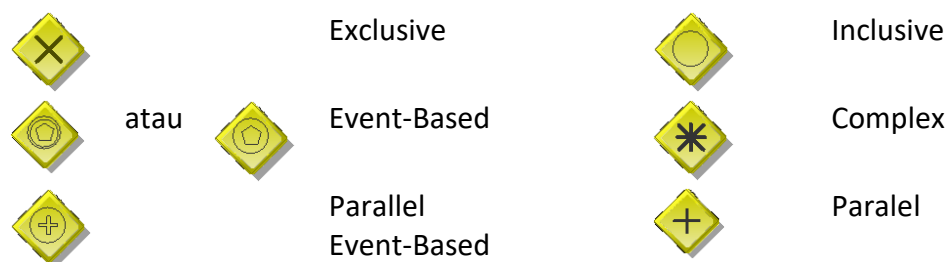 Exclusive
Inclusive
atau
Event-Based
Complex
Parallel
Event-Based
Paralel